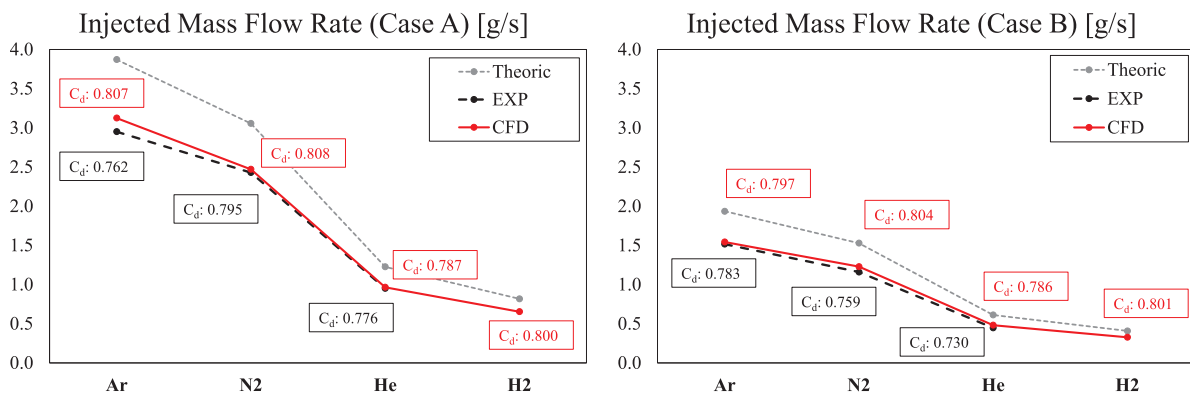 Injected Mass Flow Rate (Case A) [g/s]
4.0
3.5
3.0
2.5
2.0
1.5
1.0
0.5
0.0
Theoric
EXP
CFD
Cd: 0.807
Cd: 0.762
Cd: 0.808
Cd: 0.795
Cd: 0.787
Cd: 0.776
Cd: 0.800
Ar N2 He H2
Injected Mass Flow Rate (Case B) [g/s]
4.0
3.5
3.0
2.5
2.0
1.5
1.0
0.5
0.0
Theoric
EXP
CFD
Cd: 0.797
Cd: 0.804
Cd: 0.783
Cd: 0.759
Cd: 0.786
Cd: 0.801
Cd: 0.730
Ar N2 He H2